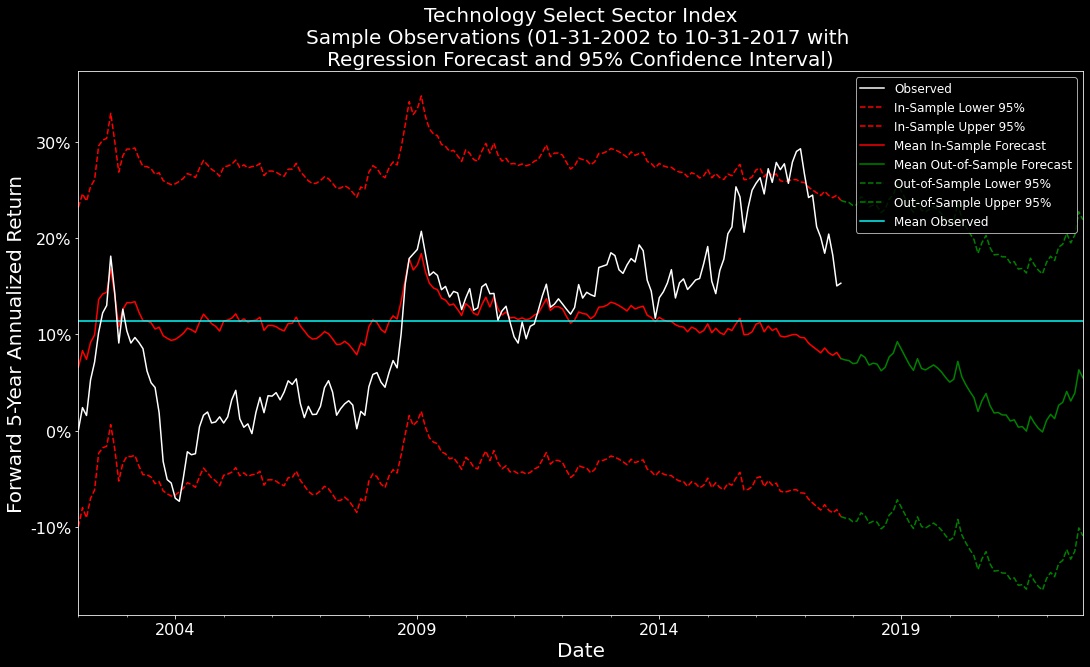 Technology Select Sector Index
Sample Observations (01-31-2002 to 10-31-2017 with
Regression Forecast and 95% Confidence Interval)
Observed
In-Sample Lower 95%
In-Sample Upper 95%
Mean In-Sample Forecast
Mean Out-of-Sample Forecast
Out-of-Sample Lower 95%
Out-of-Sample Upper 95%
Mean Observed
Forward 5-Year Annualized Return
30%
20%
10%
0%
-10%
2004
2009
2014
2019
Date